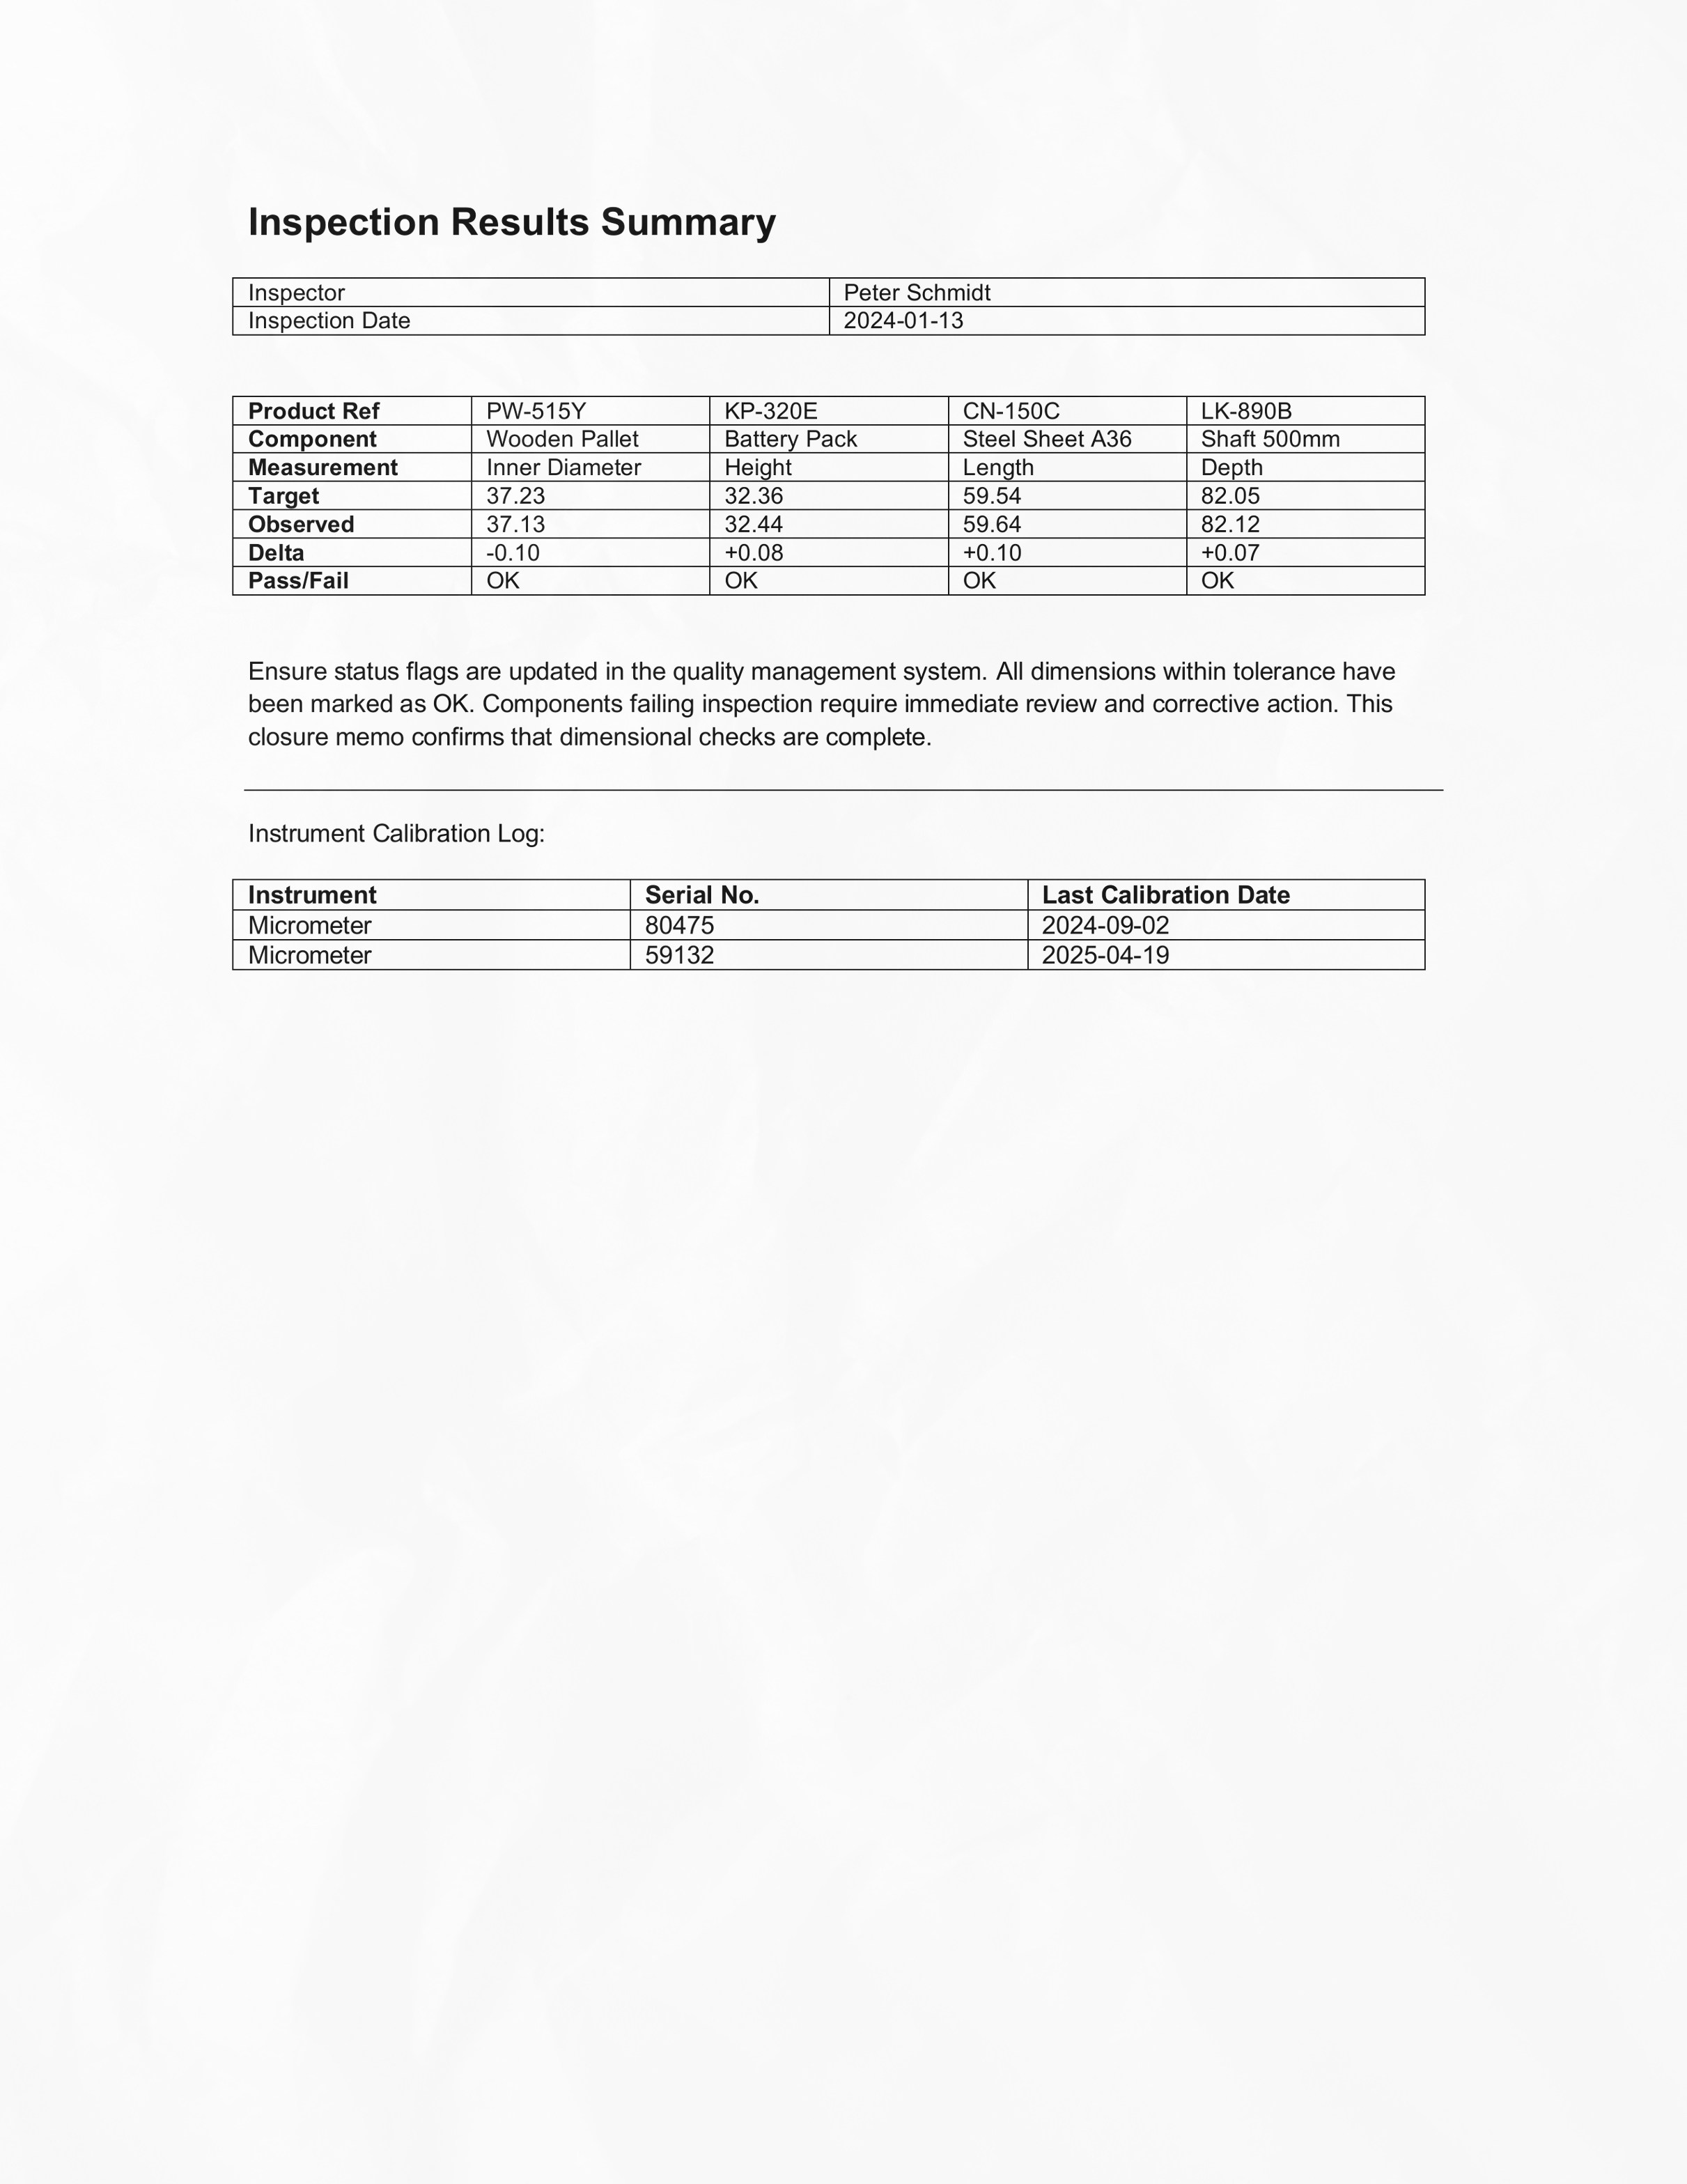 Inspection Results Summary
Inspector Peter Schmidt
Inspection Date 2024-01-13
Product Ref PW-515Y KP-320E CN-150C LK-890B
Component Wooden Pallet Battery Pack Steel Sheet A36 Shaft 500mm
Measurement Inner Diameter Height Length Depth
Target 37.23 32.36 59.54 82.05
Observed 37.13 32.44 59.64 82.12
Delta -0.10 +0.08 +0.10 +0.07
Pass/Fail OK OK OK OK
Ensure status flags are updated in the quality management system. All dimensions within tolerance have
been marked as OK. Components failing inspection require immediate review and corrective action. This
closure memo confirms that dimensional checks are complete.
Instrument Calibration Log:
Instrument Serial No. Last Calibration Date
Micrometer 80475 2024-09-02
Micrometer 59132 2025-04-19